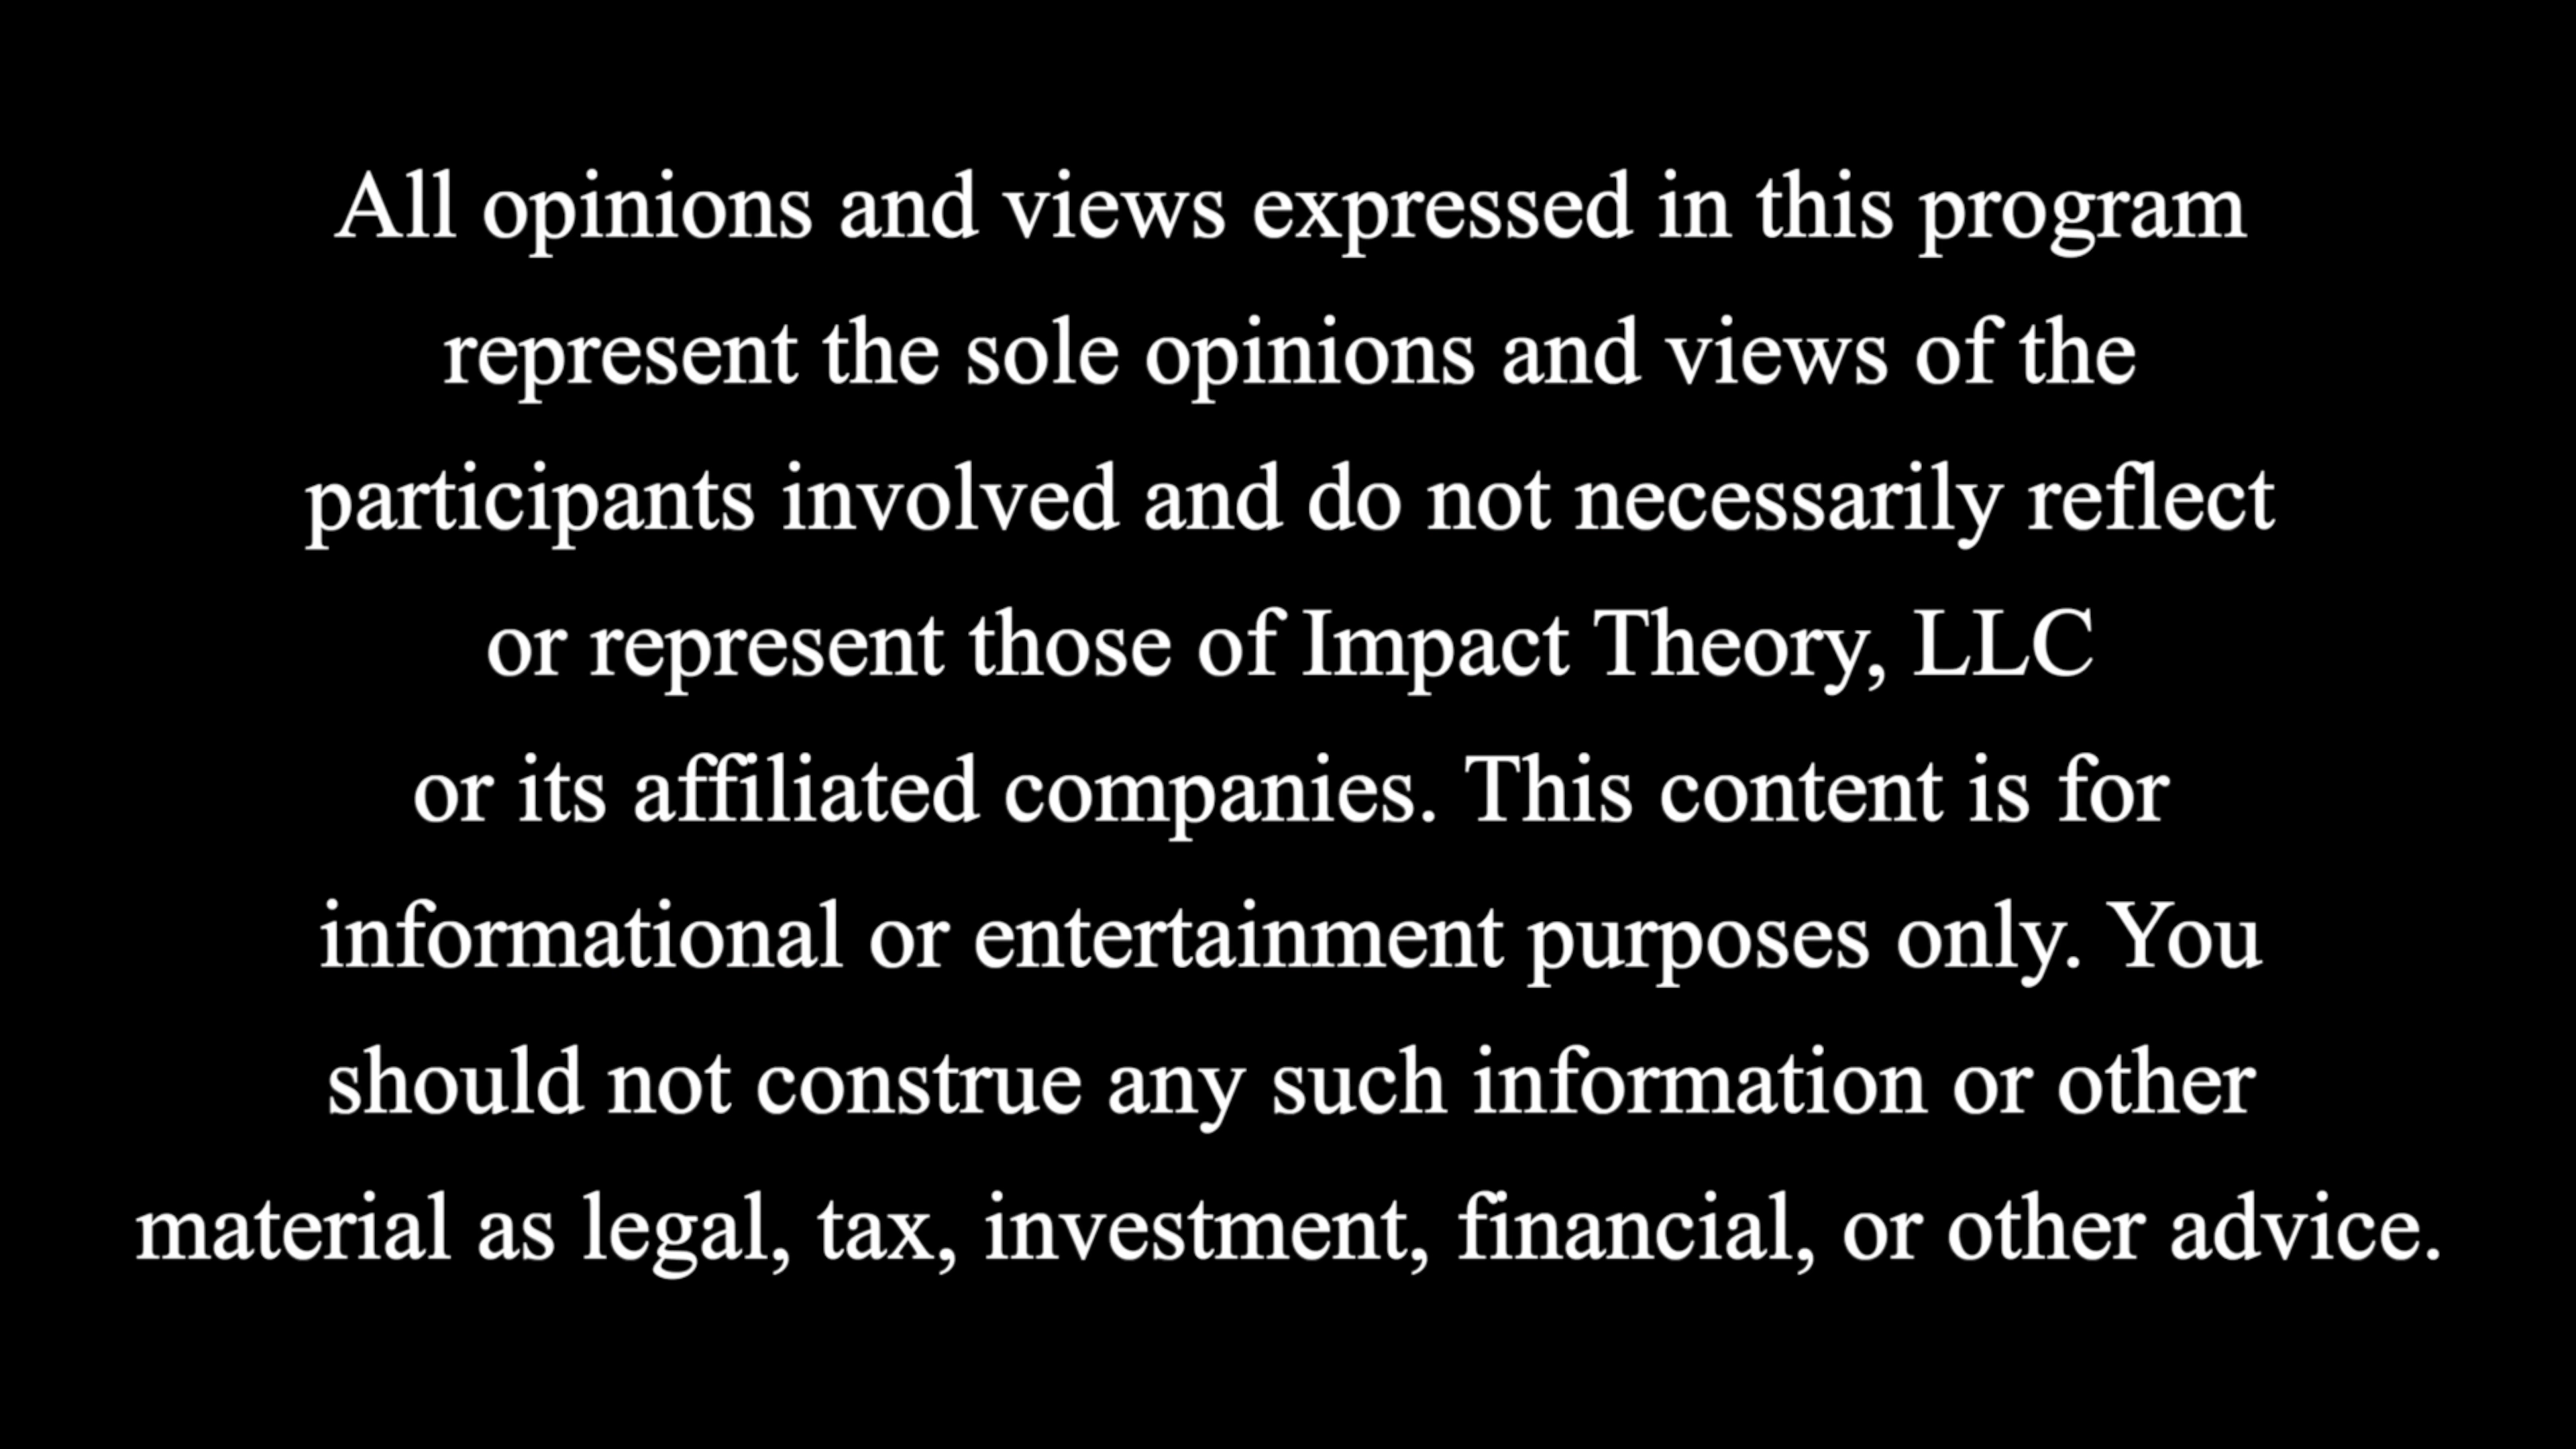 All opinions and views expressed in this program
represent the sole opinions and views of the
participants involved and do not necessarily reflect
or represent those of Impact Theory, LLC
or its affiliated companies. This content is for
informational or entertainment purposes only. You
should not construe any such information or other
material as legal, tax, investment, financial, or other advice.